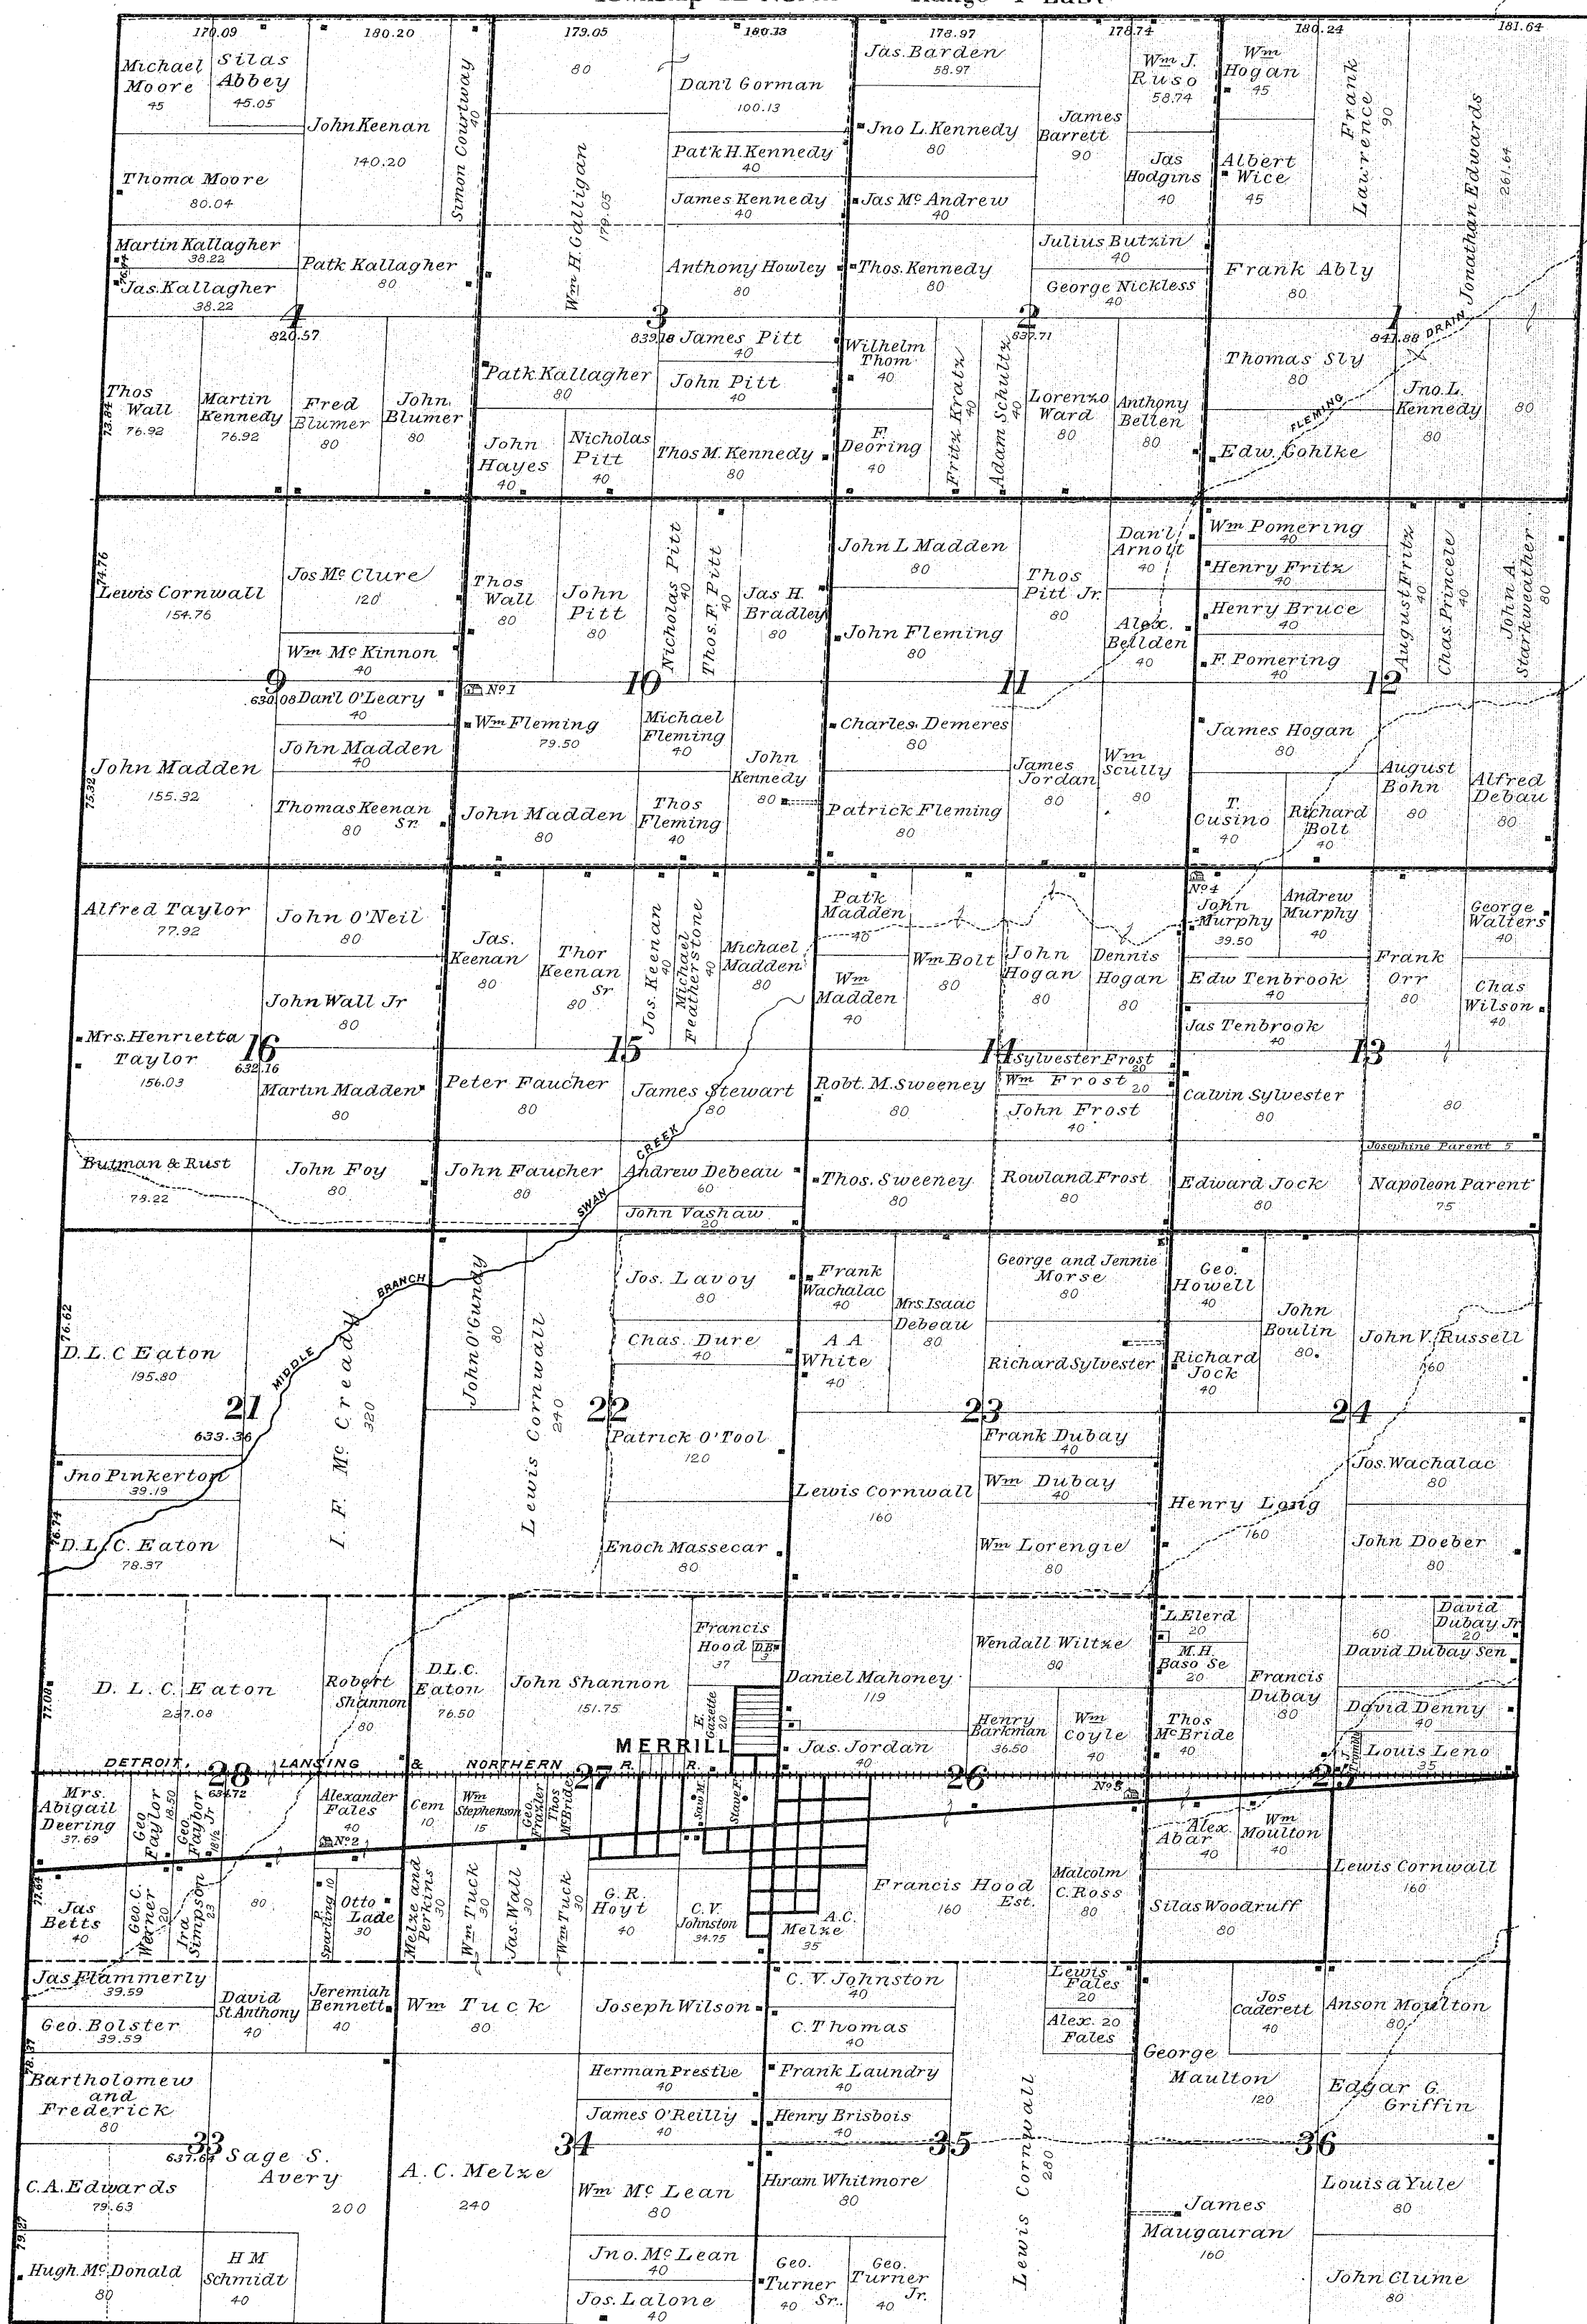 179.09
180.20
179.05
180.13
178.97
178.74
180.24
181.64
Michael
Moore
45
Silas
Abbey
45.05
John Keenan
140.20
Simon Courtway
40
80
Dan'l Gorman
100.13
Jas. Barden
58.97
Wm J.
Ruso
58.74
Wm
Hogan
45
Frank
Lawrence
90
Jonathan Edwards
261.64
Thoma Moore
80.04
Wm H. Galligan
179.05
Pat'k H. Kennedy
40
James Kennedy
40
Jno L. Kennedy
80
Jas Mc Andrew
40
James
Barrett
90
Jas
Hodgins
40
Albert
Wice
45
Martin Kallagher
38.22
Jas. Kallagher
38.22
Patk Kallagher
80
Anthony Howley
80
Thos. Kennedy
80
Julius Butzin
40
George Nickless
40
Frank Ably
80
4
820.57
3
839.18
2
837.71
1
841.88
FLEMING DRAIN
Thos
Wall
76.92
Martin
Kennedy
76.92
Fred
Blumer
80
John
Blumer
80
Patk. Kallagher
80
James Pitt
40
John Pitt
40
John
Hayes
40
Nicholas
Pitt
40
Thos M. Kennedy
80
Wilhelm
Thom
40
F.
Deoring
40
Fritz Kratz
40
Adam Schultz
40
Lorenzo
Ward
80
Anthony
Bellen
80
Thomas Sly
80
Edw. Gohlke
Jno. L.
Kennedy
80
80
74.76
Lewis Cornwall
154.76
Jos Mc Clure
120
Wm Mc Kinnon
40
Thos
Wall
80
John
Pitt
80
Nicholas Pitt
40
Thos. F. Pitt
40
Jas H.
Bradley
80
John L Madden
80
John Fleming
80
Thos
Pitt Jr.
80
Dan'l
Arnott
40
Alex.
Bellden
40
Wm Pomering
40
Henry Fritz
40
Henry Bruce
40
F. Pomering
40
August Fritz
40
Chas. Princele
40
John A.
Starkweather
80
9
630.08
10
11
12
No 1
75.32
John Madden
155.32
Dan'l O'Leary
40
John Madden
40
Thomas Keenan
Sr.
80
Wm Fleming
79.50
Michael
Fleming
40
John
Kennedy
80
John Madden
80
Thos
Fleming
40
Charles Demeres
80
Patrick Fleming
80
James
Jordan
80
Wm
Scully
80
James Hogan
80
T.
Cusino
40
Richard
Bolt
40
August
Bohn
80
Alfred
Debau
80
Alfred Taylor
77.92
John O'Neil
80
John Wall Jr
80
Jas.
Keenan
80
Thor
Keenan
Sr
80
Jos. Keenan
40
Michael
Featherstone
40
Michael
Madden
80
Patk
Madden
40
Wm
Madden
40
Wm Bolt
80
John
Hogan
80
Dennis
Hogan
80
No 4
John
Murphy
39.50
Andrew
Murphy
40
Edw Tenbrook
40
Jas Tenbrook
40
Frank
Orr
80
George
Walters
40
Chas
Wilson
40
Mrs. Henrietta
Taylor
156.03
16
632.16
15
14
13
Martin Madden
80
Peter Faucher
80
James Stewart
80
Robt. M. Sweeney
80
Sylvester Frost
20
Wm Frost
20
John Frost
40
Calvin Sylvester
80
80
Josephine Parent 5
Butman & Rust
79.22
John Foy
80
John Faucher
80
Andrew Debeau
60
John Vashaw
20
Thos. Sweeney
80
Rowland Frost
80
Edward Jock
80
Napoleon Parent
75
MIDDLE BRANCH SWAN CREEK
76.62
D. L. C Eaton
195.80
I. F. Mc Cready
320
John O'Gundy
80
Lewis Cornwall
240
Jos. Lavoy
80
Chas. Dure
40
Frank
Wachalac
40
A A
White
40
Mrs. Isaac
Debeau
80
George and Jennie
Morse
80
Richard Sylvester
Geo.
Howell
40
Richard
Jock
40
John
Boulin
80
John V. Russell
160
21
633.36
22
23
24
Jno Pinkerton
39.19
76.74
D. L. C. Eaton
78.37
Patrick O'Tool
120
Enoch Massecar
80
Lewis Cornwall
160
Frank Dubay
40
Wm Dubay
40
Wm Lorengie
80
Henry Long
160
Jos. Wachalac
80
John Doeber
80
77.08
D. L. C. Eaton
237.08
Robert
Shannon
80
D.L.C.
Eaton
76.50
John Shannon
151.75
Francis
Hood
37
E. Gazette
20
Daniel Mahoney
119
Jas. Jordan
40
Wendall Wiltze
80
Henry
Barkman
36.50
Wm
Coyle
40
L. Elerd
20
M. H.
Baso Se
20
Thos
McBride
40
Francis
Dubay
80
David
Dubay Jr
20
60
David Dubay Sen
David Denny
40
Louis Leno
35
MERRILL
DETROIT, LANSING & NORTHERN R. R.
28
634.72
27
26
25
Mrs.
Abigail
Deering
37.69
Geo
Taylor
18.50
Geo
Taylor Jr
18½
Alexander
Fales
40
No 2
Cem
10
Wm
Stephenson
15
Geo.
Frazier
Thos
McBride
No 5
Alex.
Abar
40
Wm
Moulton
40
Lewis Cornwall
160
77.64
Jas
Betts
40
Geo. C.
Werner
20
Ira
Simpson
23
80
P. Sparling 10
Otto
Lade
30
Melze and
Perkins
30
Wm Tuck
30
Jas. Wall
30
Wm Tuck
30
G. R.
Hoyt
40
C. V.
Johnston
34.75
A. C.
Melze
35
Francis Hood
Est.
160
Malcolm
C. Ross
80
Silas Woodruff
80
Jas Flammerly
39.59
Geo. Bolster
39.59
David
St Anthony
40
Jeremiah
Bennett
40
Wm Tuck
80
Joseph Wilson
C. V. Johnston
40
C. Thomas
40
Lewis
Fales
20
Alex. 20
Fales
Jos
Caderett
40
Anson Moulton
80
78.37
Bartholomew
and
Frederick
80
Herman Prestle
40
James O'Reilly
40
Frank Laundry
40
Henry Brisbois
40
Lewis Cornwall
280
George
Maulton
120
Edgar G.
Griffin
33
637.64
34
35
36
C. A. Edwards
79.63
Sage S.
Avery
200
A. C. Melze
240
Wm Mc Lean
80
Hiram Whitmore
80
James
Maugauran
160
Louis a Yule
80
79.27
Hugh. Mc Donald
80
H M
Schmidt
40
Jno. Mc Lean
40
Jos. Lalone
40
Geo.
Turner
Sr.
40
Geo.
Turner
Jr.
40
John Clume
80